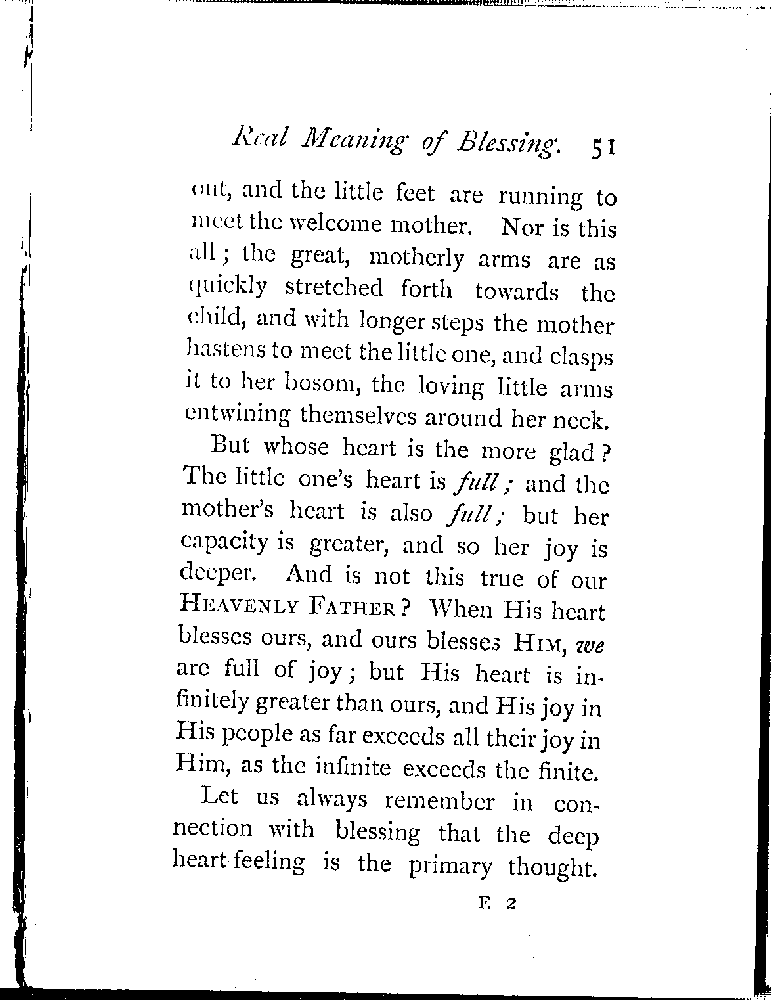 Real Meaning of Blessing. 51
out, and the little feet are running to
meet the welcome mother. Nor is this
all; the great, motherly arms are as
quickly stretched forth towards the
child, and with longer steps the mother
hastens to meet the little one, and clasps
it to her bosom, the loving little arms
entwining themselves around her neck.
But whose heart is the more glad?
The little one's heart is full; and the
mother's heart is also full; but her
capacity is greater, and so her joy is
deeper. And is not this true of our
HEAVENLY FATHER? When His heart
blesses ours, and ours blesses HIM, we
are full of joy; but His heart is in-
finitely greater than ours, and His joy in
His people as far exceeds all their joy in
Him, as the infinite exceeds the finite.
Let us always remember in con-
nection with blessing that the deep
heart feeling is the primary thought.
E 2